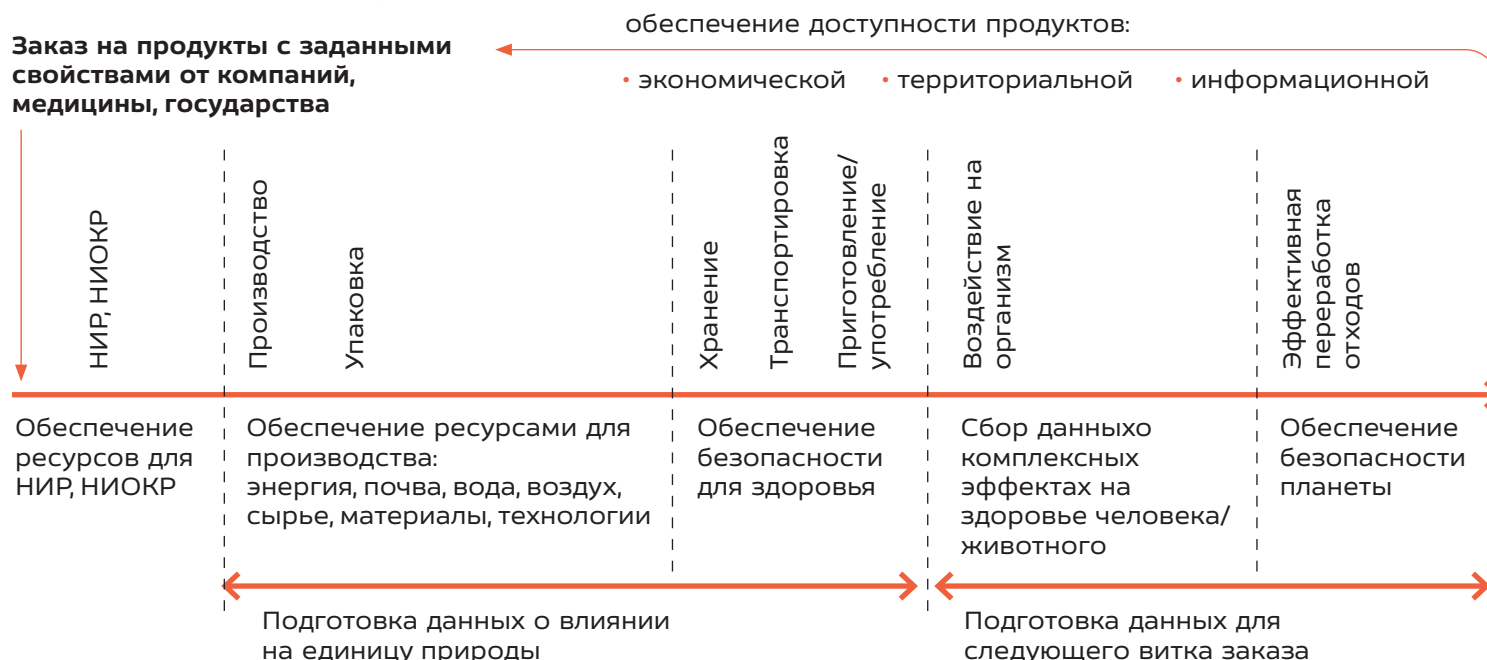 обеспечение доступности продуктов:
Заказ на продукты с заданными
свойствами от компаний,
медицины, государства
• экономической
• территориальной
• информационной
НИР, НИОКР
Производство
Упаковка
Хранение
Транспортировка
Приготовление/
употребление
Воздействие на
организм
Эффективная
переработка
отходов
Обеспечение
ресурсов для
НИР, НИОКР
Обеспечение ресурсами для
производства:
энергия, почва, вода, воздух,
сырье, материалы, технологии
Обеспечение
безопасности
для здоровья
Сбор данныхо
комплексных
эффектах на
здоровье человека/
животного
Обеспечение
безопасности
планеты
Подготовка данных о влиянии
на единицу природы
Подготовка данных для
следующего витка заказа